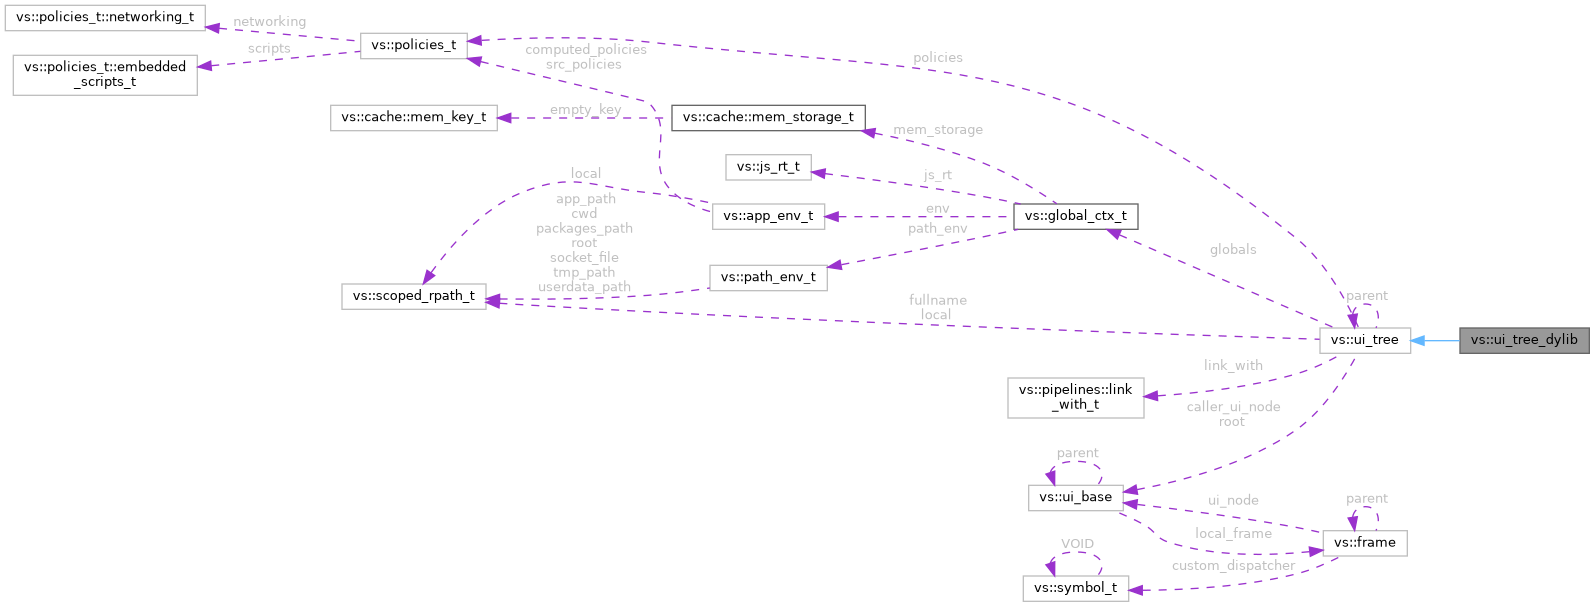 vs::policies_t::networking_t
networking
vs::policies_t
scripts
vs::policies_t::embedded
_scripts_t
computed_policies
src_policies
policies
vs::cache::mem_key_t
empty_key
vs::cache::mem_storage_t
mem_storage
vs::js_rt_t
js_rt
local
app_path
cwd
packages_path
root
socket_file
tmp_path
userdata_path
vs::app_env_t
env
vs::global_ctx_t
path_env
globals
vs::path_env_t
vs::scoped_rpath_t
fullname
local
parent
vs::ui_tree
vs::ui_tree_dylib
link_with
vs::pipelines::link
_with_t
caller_ui_node
root
parent
vs::ui_base
ui_node
parent
local_frame
vs::frame
VOID
custom_dispatcher
vs::symbol_t